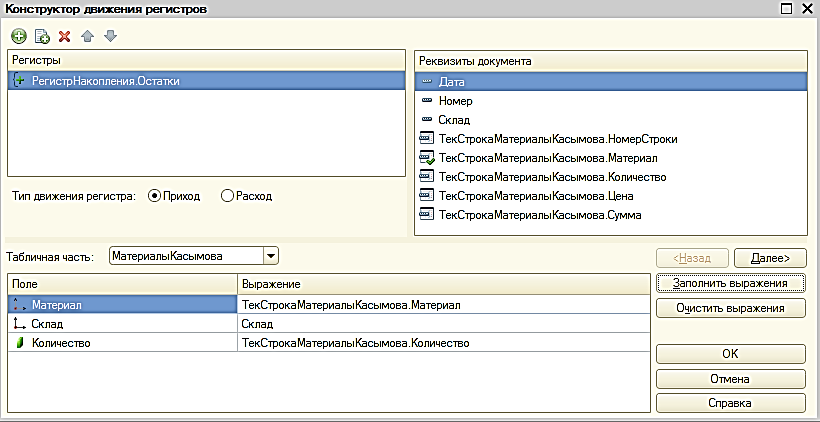 Конструктор движения регистров
Регистры
РегистрНакопления.Остатки
Тип движения регистра: Приход Расход
Реквизиты документа
Дата
Номер
Склад
ТекСтрокаМатериалыКасымова.НомерСтроки
ТекСтрокаМатериалыКасымова.Материал
ТекСтрокаМатериалыКасымова.Количество
ТекСтрокаМатериалыКасымова.Цена
ТекСтрокаМатериалыКасымова.Сумма
Табличная часть: МатериалыКасымова
<Назад Далее>
Поле Выражение
Материал ТекСтрокаМатериалыКасымова.Материал
Склад Склад
Количество ТекСтрокаМатериалыКасымова.Количество
Заполнить выражения
Очистить выражения
ОК
Отмена
Справка